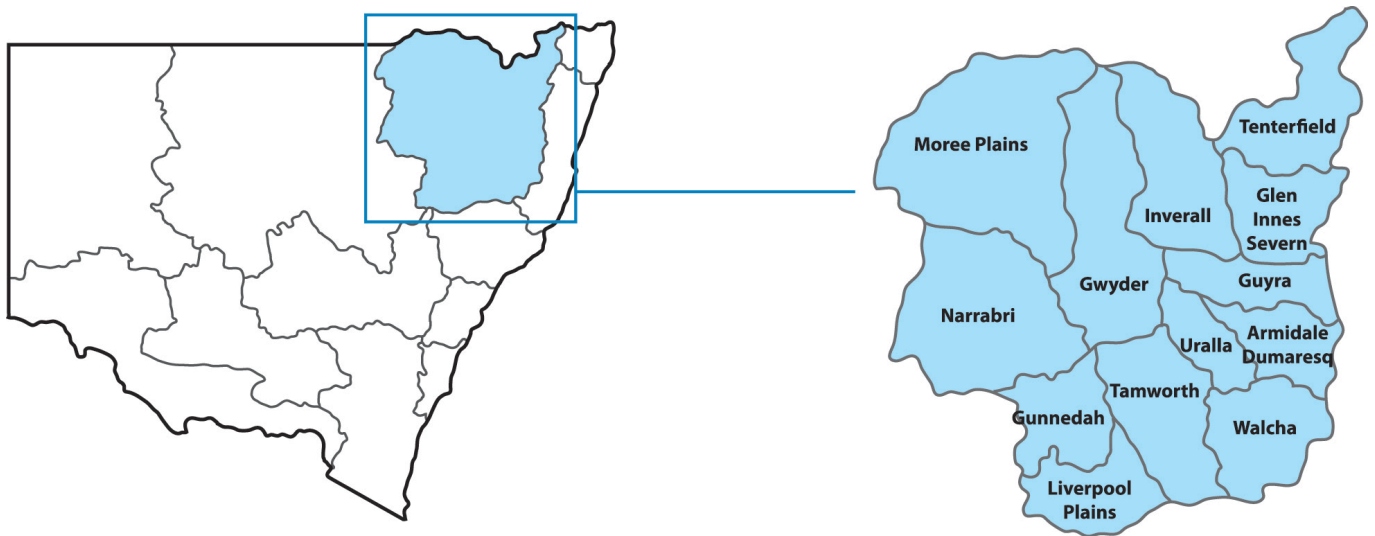 Tenterfield
Moree Plains
Glen
Innes
Severn
Inverall
Guyra
Gwyder
Narrabri
Armidale
Dumaresq
Uralla
Tamworth
Gunnedah
Walcha
Liverpool
Plains